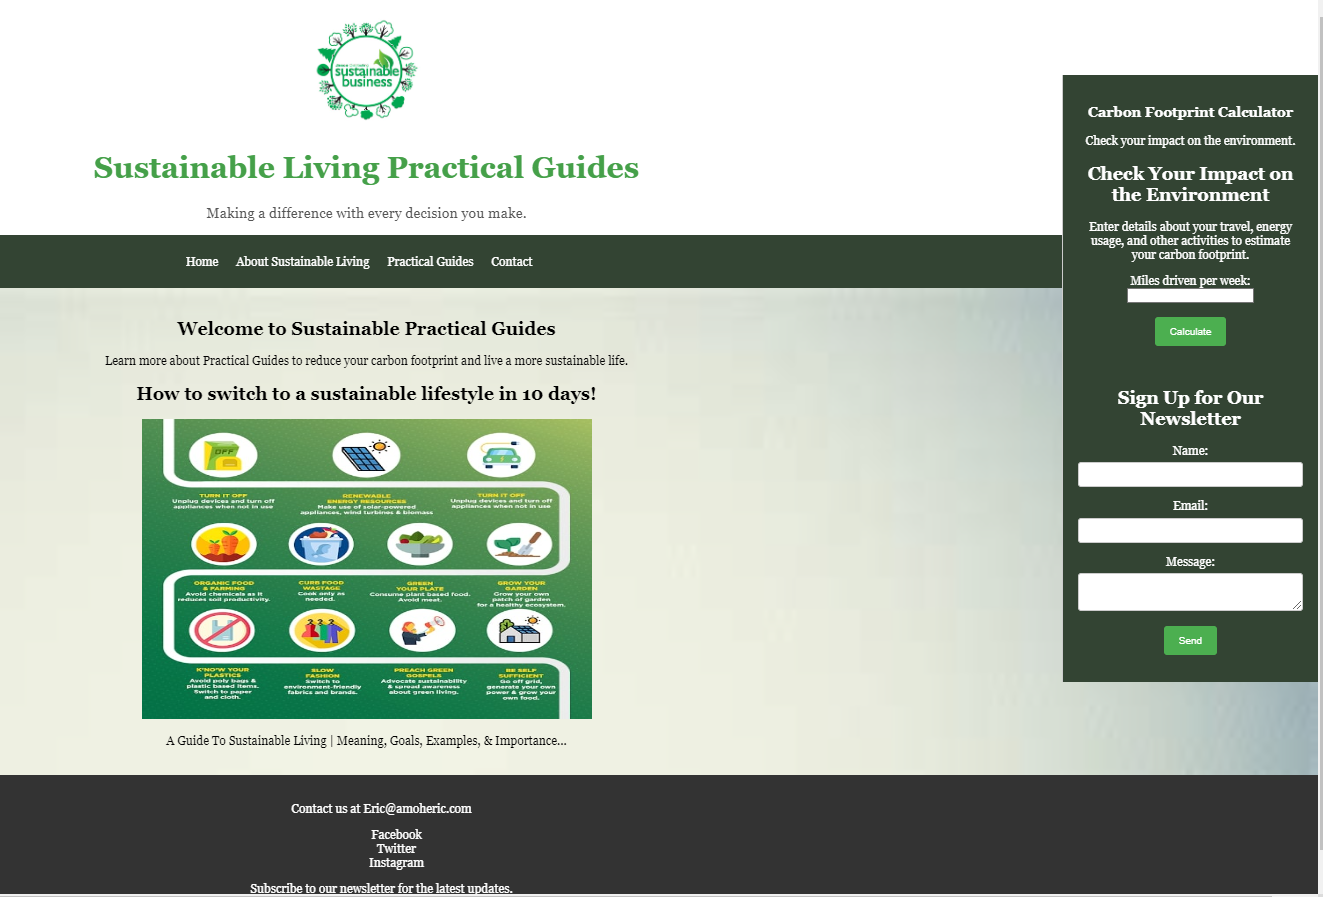 sustainable
business
Sustainable Living Practical Guides
Making a difference with every decision you make.
Home About Sustainable Living Practical Guides Contact
Welcome to Sustainable Practical Guides
Learn more about Practical Guides to reduce your carbon footprint and live a more sustainable life.
How to switch to a sustainable lifestyle in 10 days!
OFF
TURN IT OFF
Unplug devices and turn off
appliances when not in use
RENEWABLE
ENERGY RESOURCES
Make use of solar-powered
appliances, wind turbines & biomass
TURN IT OFF
Unplug devices and turn off
appliances when not in use
ORGANIC FOOD
& FARMING
Avoid chemicals as it
reduces soil productivity.
CURB FOOD
WASTAGE
Cook only as
needed.
GREEN
YOUR PLATE
Consume plant based food.
Avoid meat.
GROW YOUR
GARDEN
Grow your own
patch of garden
for a healthy ecosystem.
K'NO'W YOUR
PLASTICS
Avoid poly bags &
plastic based items.
Switch to paper
and cloth.
SLOW
FASHION
Switch to
environment-friendly
fabrics and brands.
PREACH GREEN
GOSPELS
Advocate sustainability
& spread awareness
about green living.
BE SELF
SUFFICIENT
Go off grid,
generate your own
power & grow your
own food.
A Guide To Sustainable Living | Meaning, Goals, Examples, & Importance...
Carbon Footprint Calculator
Check your impact on the environment.
Check Your Impact on
the Environment
Enter details about your travel, energy
usage, and other activities to estimate
your carbon footprint.
Miles driven per week:
Calculate
Sign Up for Our
Newsletter
Name:
Email:
Message:
Send
Contact us at Eric@amoheric.com
Facebook
Twitter
Instagram
Subscribe to our newsletter for the latest updates.